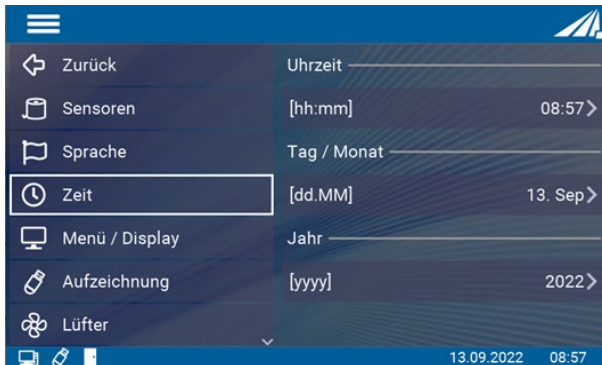 Zurück
Sensoren
Sprache
Zeit
Menü / Display
Aufzeichnung
Lüfter
Uhrzeit
[hh:mm] 08:57
Tag / Monat
[dd.MM] 13. Sep
Jahr
[yyyy] 2022
13.09.2022 08:57